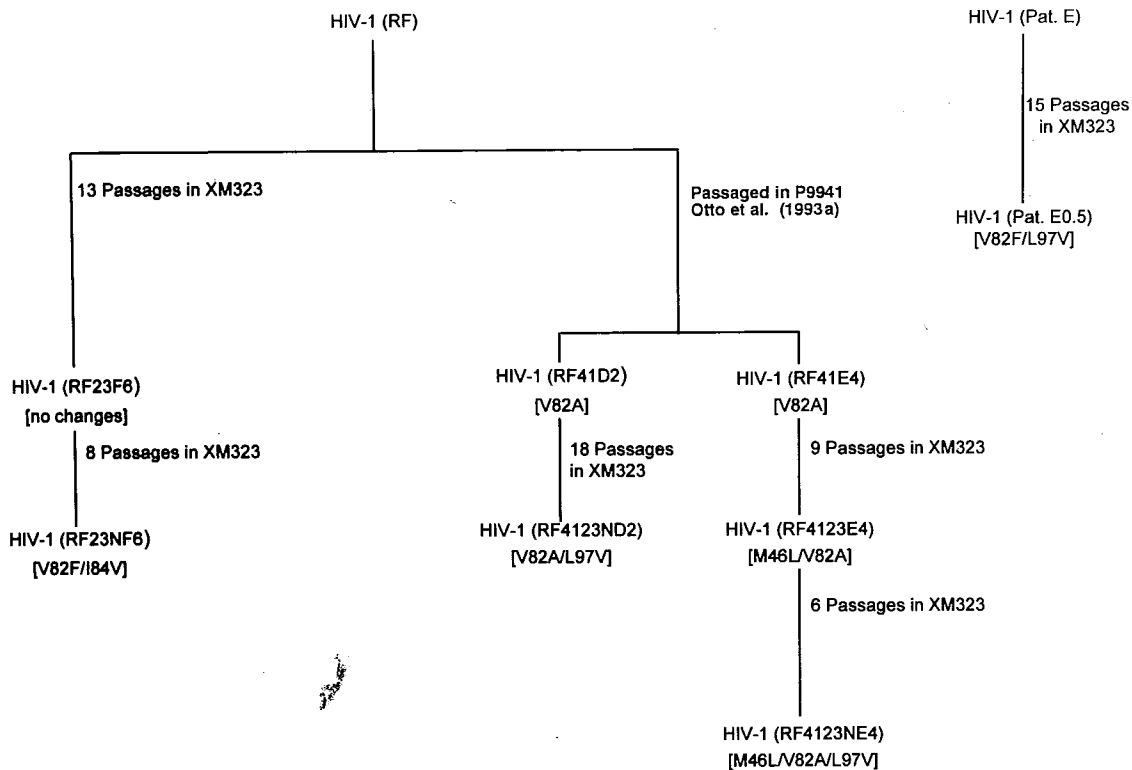 HIV-1 (RF)
HIV-1 (Pat. E)
15 Passages
in XM323
13 Passages in XM323
Passaged in P9941
Otto et al. (1993a)
HIV-1 (Pat. E0.5)
[V82F/L97V]
HIV-1 (RF23F6)
[no changes]
HIV-1 (RF41D2)
[V82A]
HIV-1 (RF41E4)
[V82A]
8 Passages in XM323
18 Passages
in XM323
9 Passages in XM323
HIV-1 (RF23NF6)
[V82F/I84V]
HIV-1 (RF4123ND2)
[V82A/L97V]
HIV-1 (RF4123E4)
[M46L/V82A]
6 Passages in XM323
HIV-1 (RF4123NE4)
[M46L/V82A/L97V]